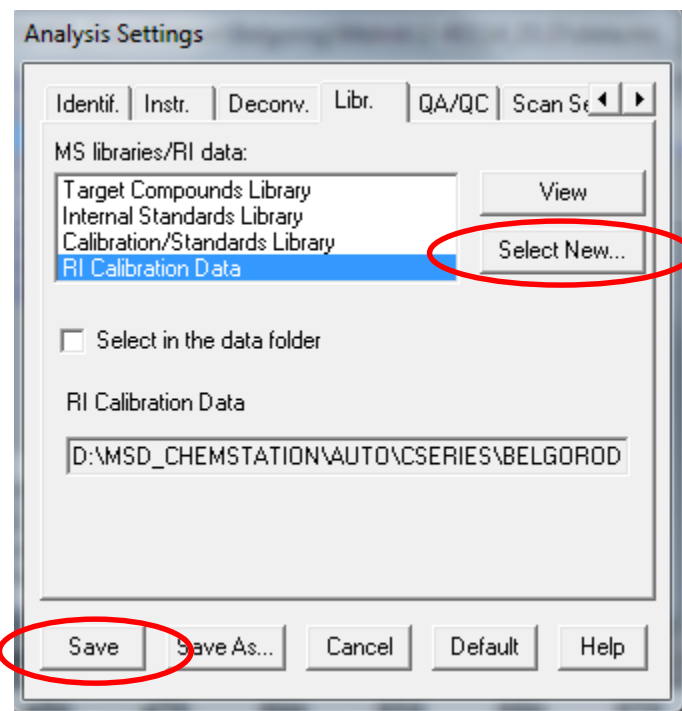 Analysis Settings
Identif. Instr. Deconv. Libr. QA/QC Scan Se
MS libraries/RI data:
Target Compounds Library
Internal Standards Library
Calibration/Standards Library
RI Calibration Data
View
Select New...
Select in the data folder
RI Calibration Data
D:\MSD_CHEMSTATION\AUTO\CSERIES\BELGOROD
Save Save As... Cancel Default Help